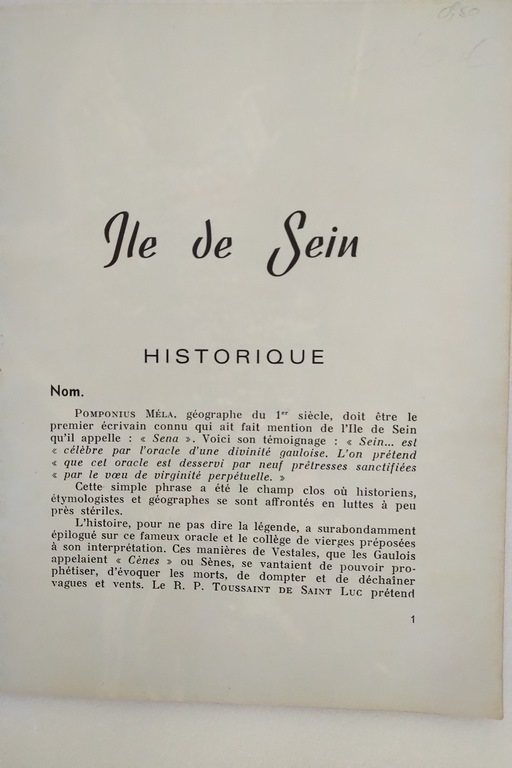 Ile de Sein
HISTORIQUE
Nom.
POMPONIUS MÉLA, géographe du 1er siècle, doit être le
premier écrivain connu qui ait fait mention de l'Ile de Sein
qu'il appelle : « Sena ». Voici son témoignage : « Sein... est
« célèbre par l'oracle d'une divinité gauloise. L'on prétend
« que cet oracle est desservi par neuf prêtresses sanctifiées
« par le vœu de virginité perpétuelle. »
Cette simple phrase a été le champ clos où historiens,
étymologistes et géographes se sont affrontés en luttes à peu
près stériles.
L'histoire, pour ne pas dire la légende, a surabondamment
épilogué sur ce fameux oracle et le collège de vierges préposées
à son interprétation. Ces manières de Vestales, que les Gaulois
appelaient « Cènes » ou Sènes, se vantaient de pouvoir pro-
phétiser, d'évoquer les morts, de dompter et de déchaîner
vagues et vents. Le R. P. TOUSSAINT DE SAINT LUC prétend
1